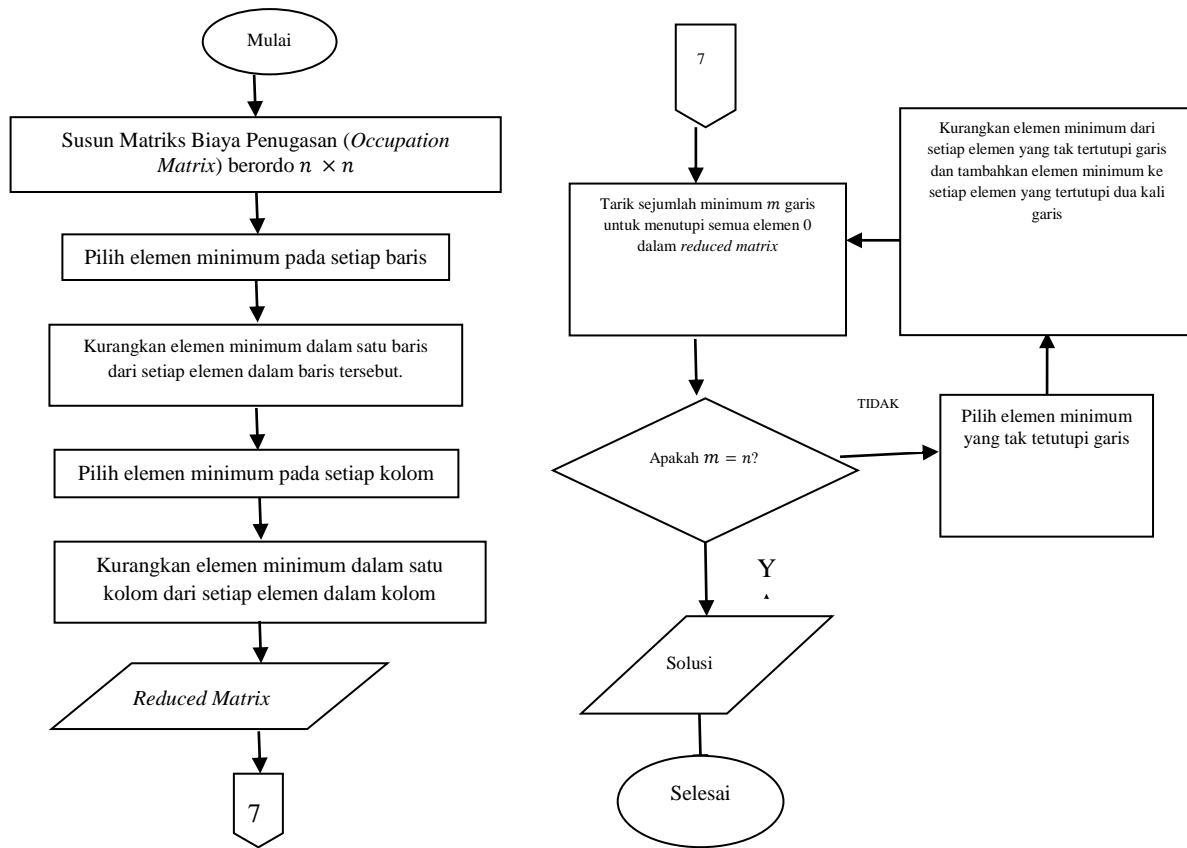 Mulai
Susun Matriks Biaya Penugasan (Occupation
Matrix) berordo n × n
Pilih elemen minimum pada setiap baris
Kurangkan elemen minimum dalam satu baris
dari setiap elemen dalam baris tersebut.
Pilih elemen minimum pada setiap kolom
Kurangkan elemen minimum dalam satu
kolom dari setiap elemen dalam kolom
Reduced Matrix
7
7
Tarik sejumlah minimum m garis
untuk menutupi semua elemen 0
dalam reduced matrix
Kurangkan elemen minimum dari
setiap elemen yang tak tertutupi garis
dan tambahkan elemen minimum ke
setiap elemen yang tertutupi dua kali
garis
Apakah m = n?
TIDAK
Pilih elemen minimum
yang tak tetutupi garis
Y
Solusi
Selesai